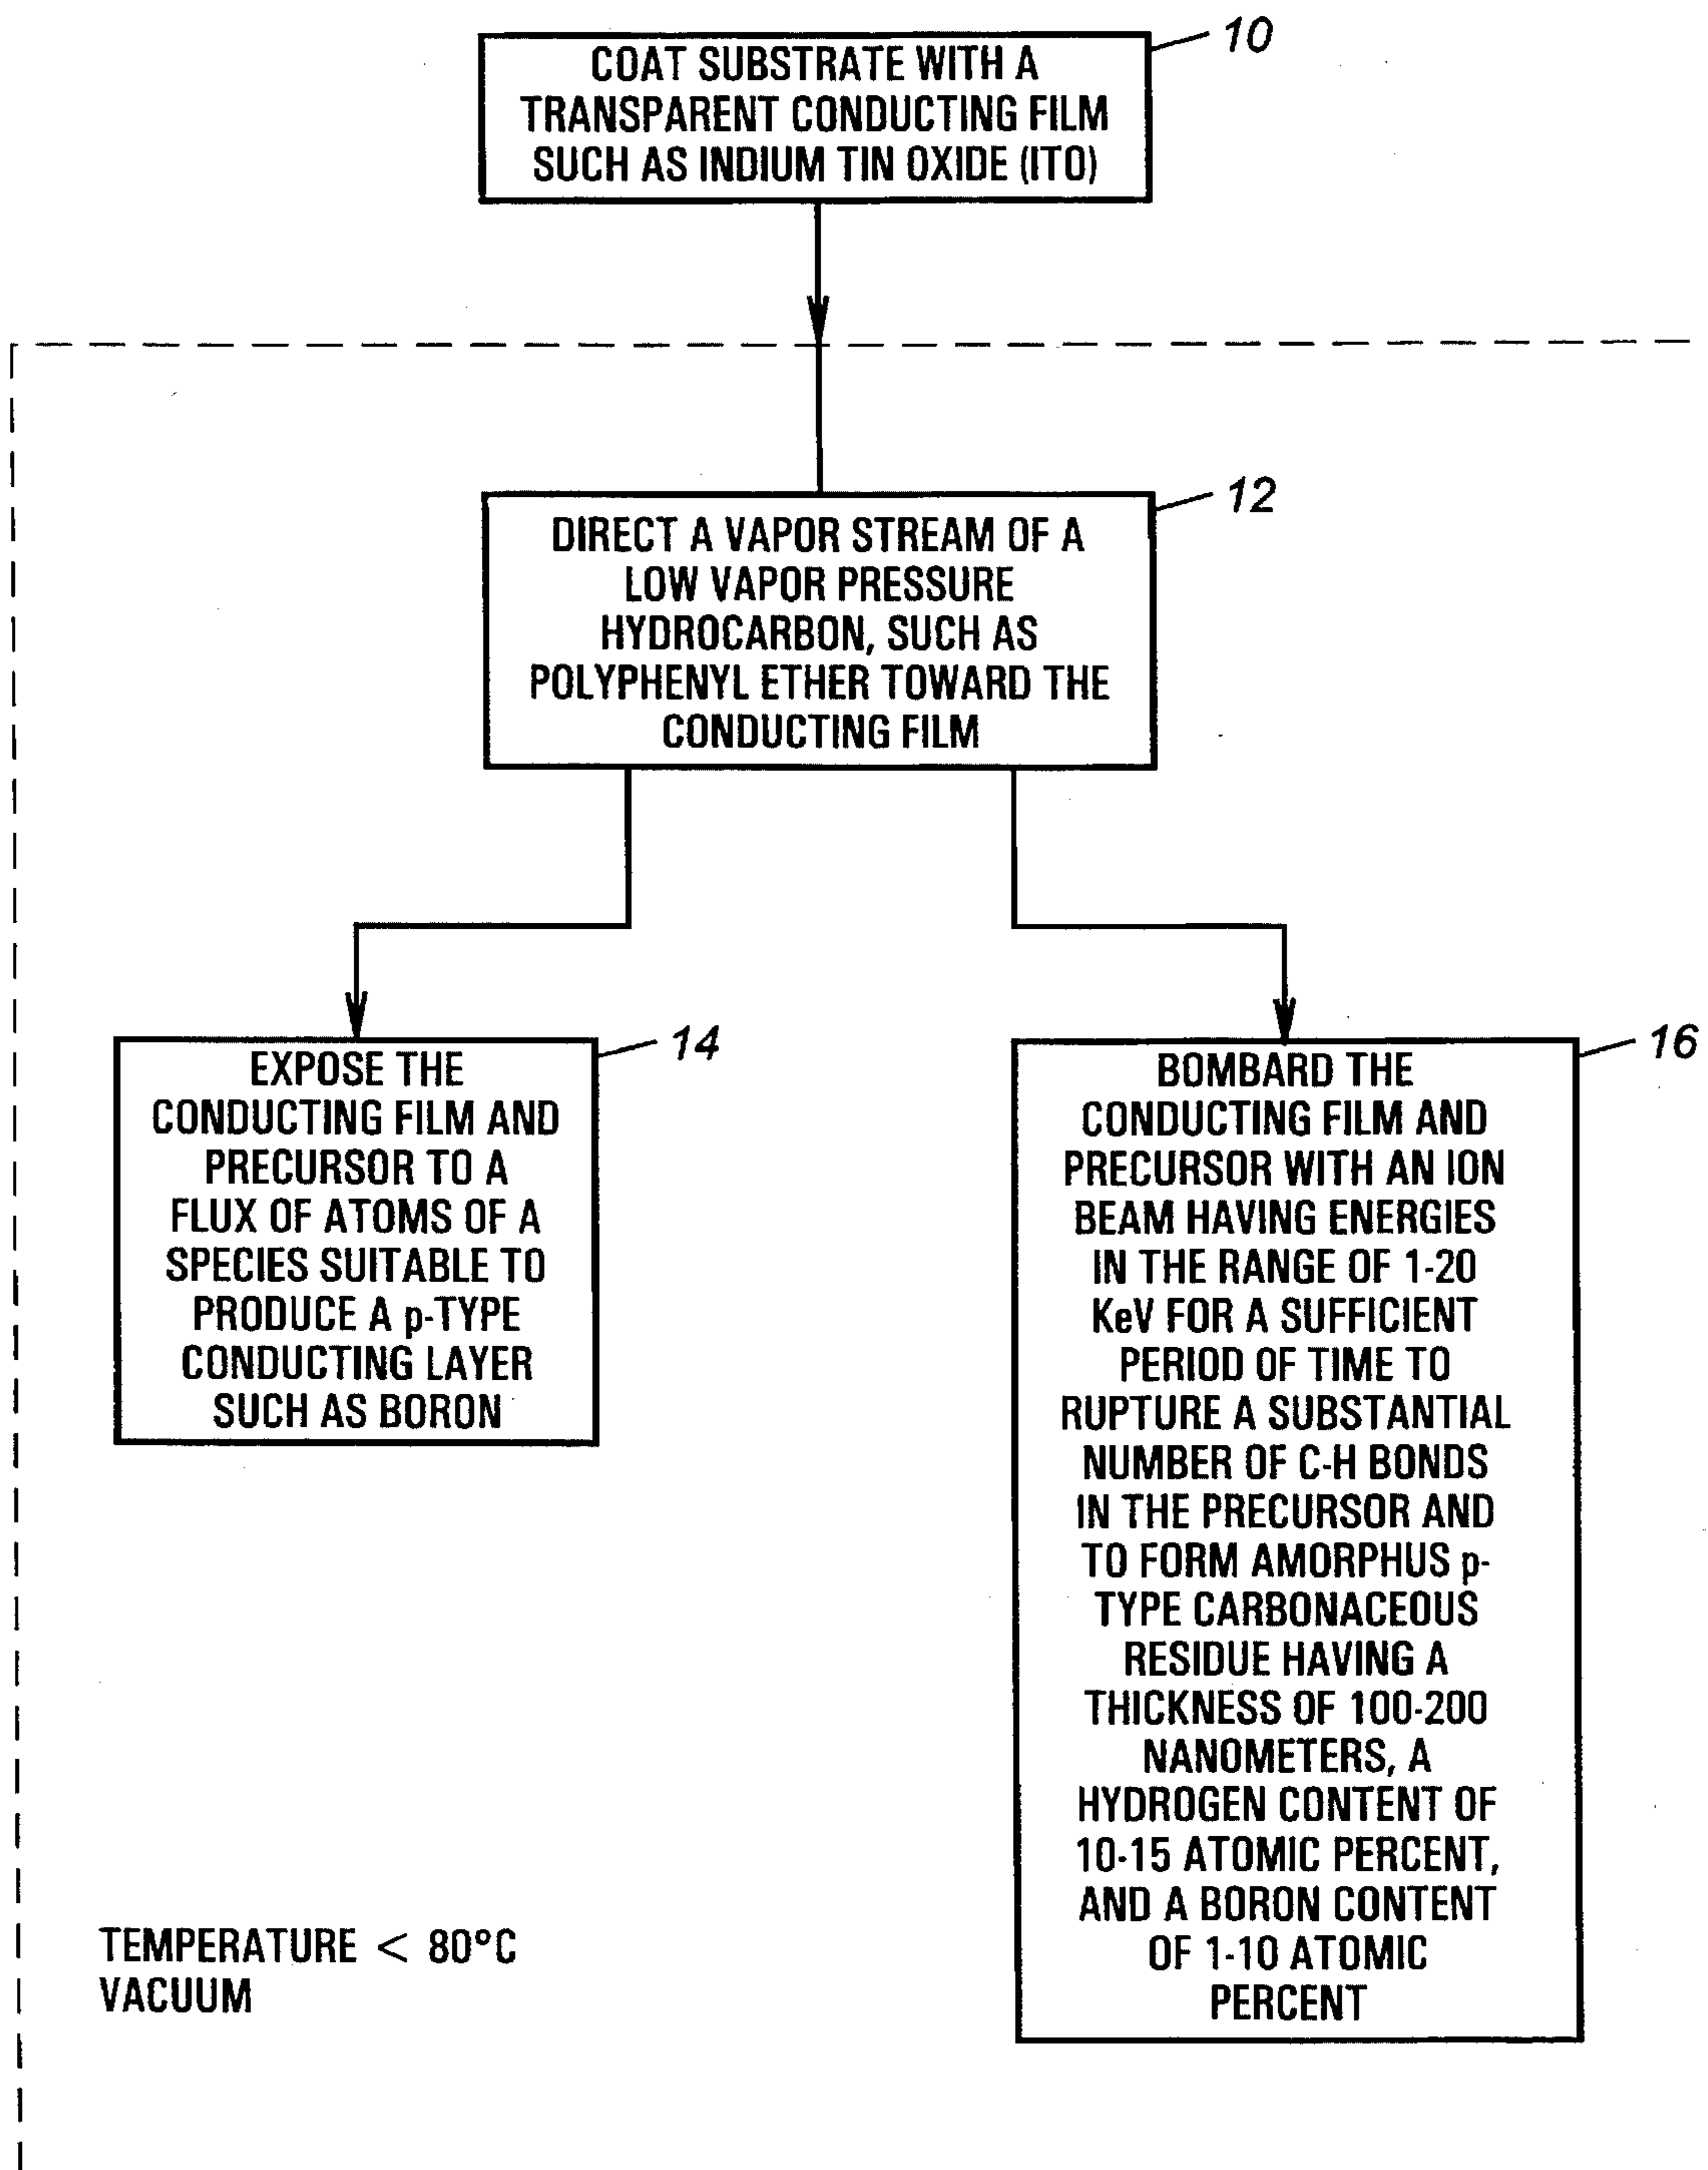 10
COAT SUBSTRATE WITH A
TRANSPARENT CONDUCTING FILM
SUCH AS INDIUM TIN OXIDE (ITO)
12
DIRECT A VAPOR STREAM OF A
LOW VAPOR PRESSURE
HYDROCARBON, SUCH AS
POLYPHENYL ETHER TOWARD THE
CONDUCTING FILM
14
EXPOSE THE
CONDUCTING FILM AND
PRECURSOR TO A
FLUX OF ATOMS OF A
SPECIES SUITABLE TO
PRODUCE A p-TYPE
CONDUCTING LAYER
SUCH AS BORON
16
BOMBARD THE
CONDUCTING FILM AND
PRECURSOR WITH AN ION
BEAM HAVING ENERGIES
IN THE RANGE OF 1-20
KeV FOR A SUFFICIENT
PERIOD OF TIME TO
RUPTURE A SUBSTANTIAL
NUMBER OF C-H BONDS
IN THE PRECURSOR AND
TO FORM AMORPHUS p-
TYPE CARBONACEOUS
RESIDUE HAVING A
THICKNESS OF 100-200
NANOMETERS, A
HYDROGEN CONTENT OF
10-15 ATOMIC PERCENT,
AND A BORON CONTENT
OF 1-10 ATOMIC
PERCENT
TEMPERATURE < 80°C
VACUUM